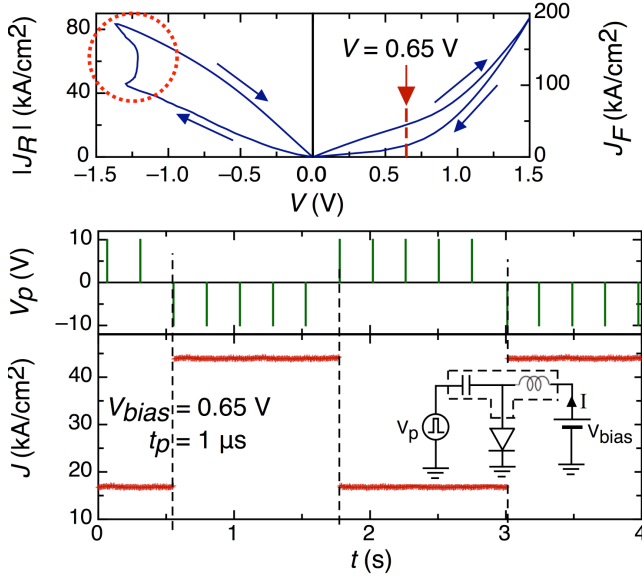 80
40
0
|J_R| (kA/cm2)
V = 0.65 V
200
100
0
J_F (kA/cm2)
−1.5 −1.0 −0.5 0.0 0.5 1.0 1.5
V (V)
10
0
−10
V_p (V)
40
30
20
10
J (kA/cm2)
V_bias = 0.65 V
t_p = 1 μs
V_p
I
V_bias
0 1 2 3 4
t (s)